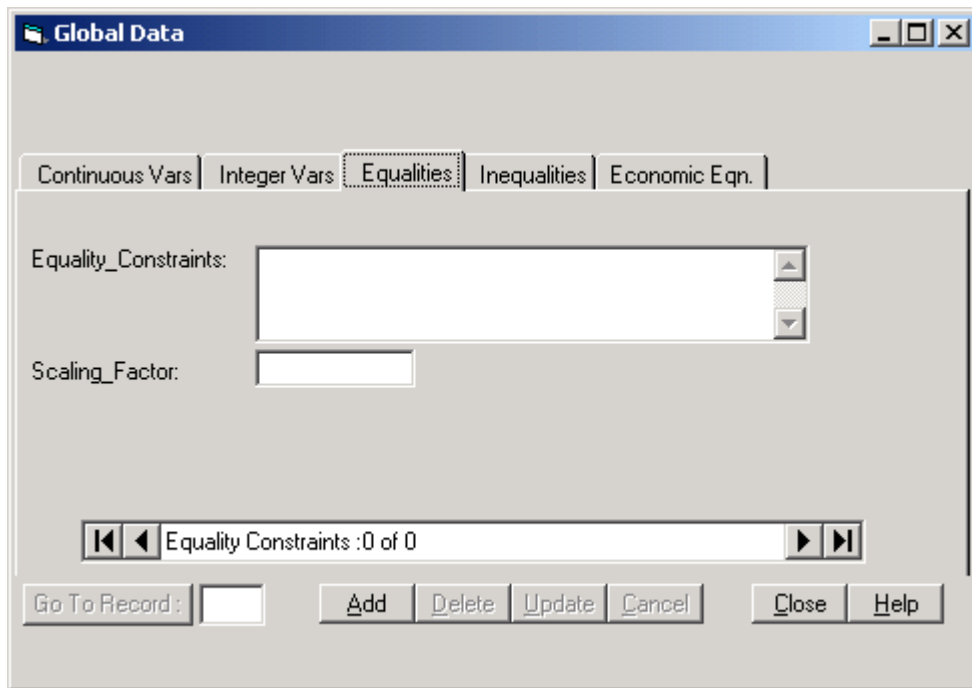 Global Data
Continuous Vars Integer Vars Equalities Inequalities Economic Eqn.
Equality_Constraints:
Scaling_Factor:
Equality Constraints :0 of 0
Go To Record : Add Delete Update Cancel Close Help